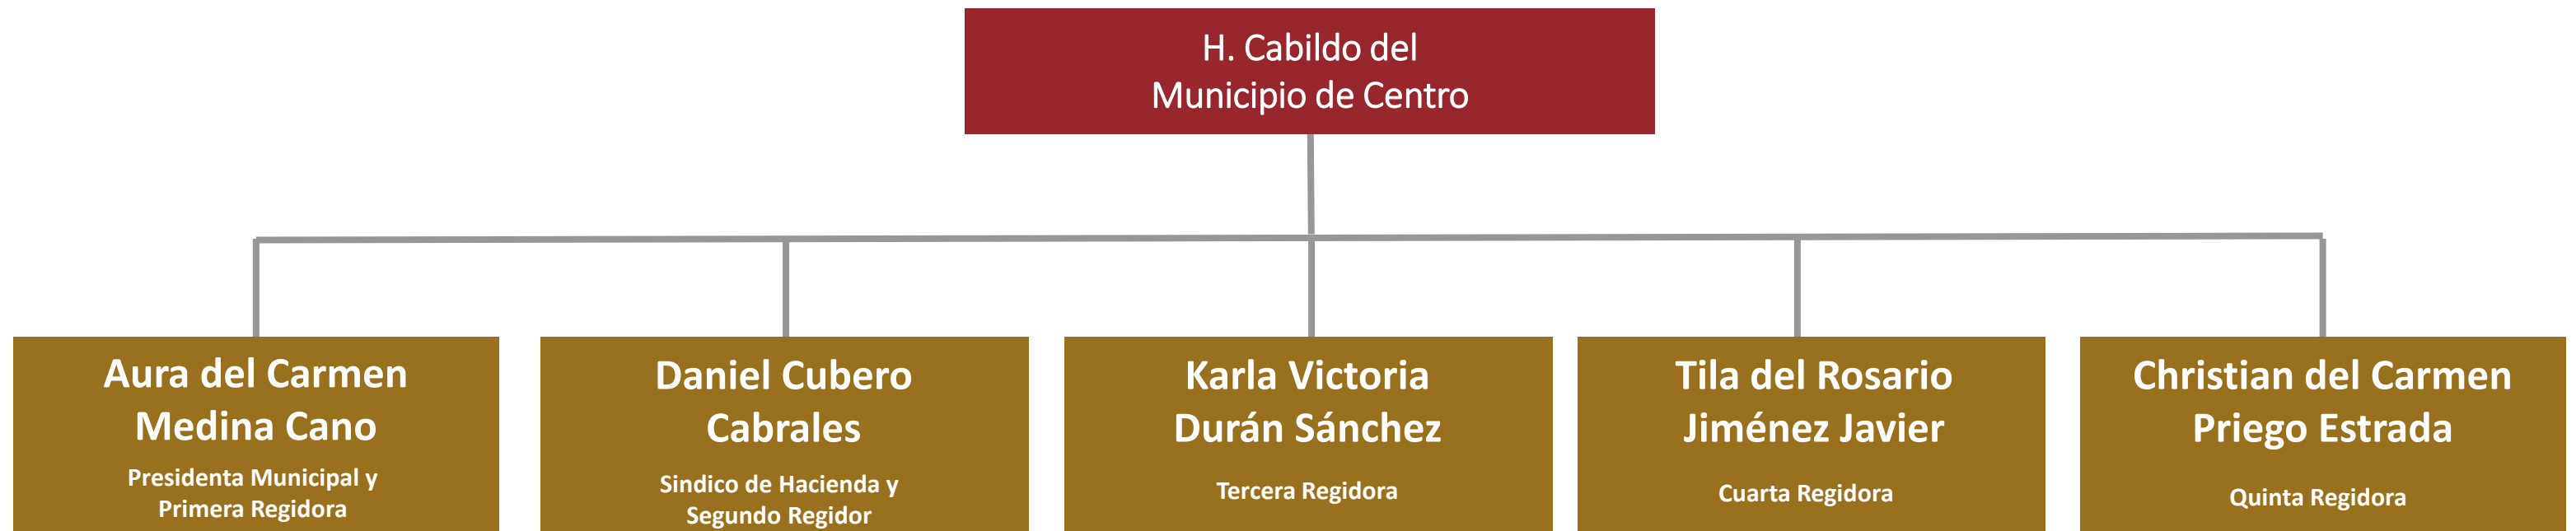 H. Cabildo del
Municipio de Centro
Aura del Carmen
Medina Cano
Presidenta Municipal y
Primera Regidora
Daniel Cubero
Cabrales
Sindico de Hacienda y
Segundo Regidor
Karla Victoria
Durán Sánchez
Tercera Regidora
Tila del Rosario
Jiménez Javier
Cuarta Regidora
Christian del Carmen
Priego Estrada
Quinta Regidora